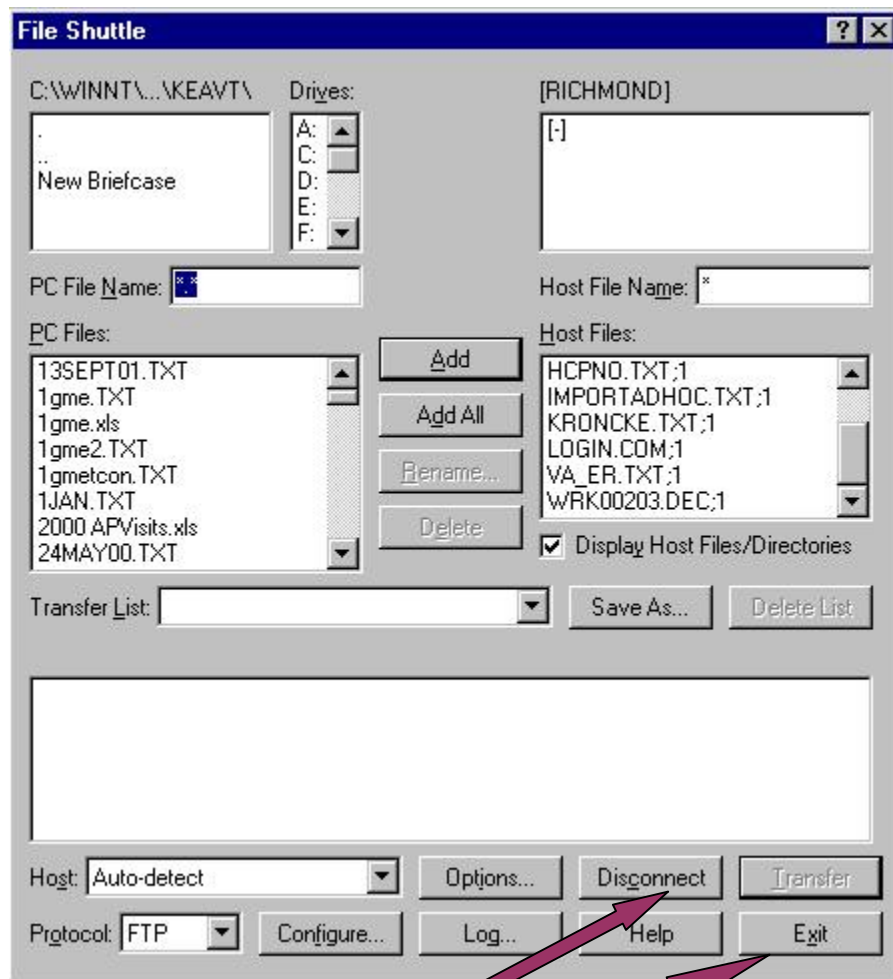 File Shuttle
C:\WINNT\...\KEAVT\ Drives: [RICHMOND]
.
..
New Briefcase
A:
C:
D:
E:
F:
[-]
PC File Name: *.*
Host File Name: *
PC Files:
13SEPT01.TXT
1gme.TXT
1gme.xls
1gme2.TXT
1gmetcon.TXT
1JAN.TXT
2000 APVisits.xls
24MAY00.TXT
Add
Add All
Rename...
Delete
Host Files:
HCPNO.TXT;1
IMPORTADHOC.TXT;1
KRONCKE.TXT;1
LOGIN.COM;1
VA_ER.TXT;1
WRK00203.DEC;1
Display Host Files/Directories
Transfer List: Save As... Delete List
Host: Auto-detect Options... Disconnect Transfer
Protocol: FTP Configure... Log... Help Exit